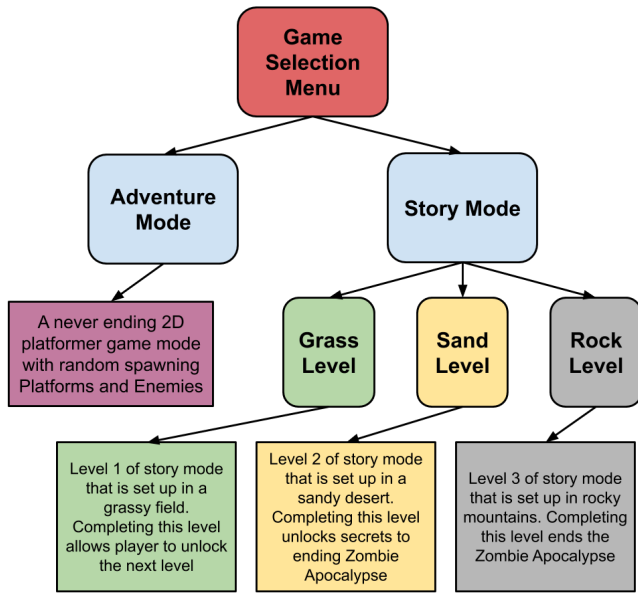 Game
Selection
Menu
Adventure
Mode
Story Mode
A never ending 2D
platformer game mode
with random spawning
Platforms and Enemies
Grass
Level
Sand
Level
Rock
Level
Level 1 of story mode
that is set up in a
grassy field.
Completing this level
allows player to unlock
the next level
Level 2 of story mode
that is set up in a
sandy desert.
Completing this level
unlocks secrets to
ending Zombie
Apocalypse
Level 3 of story mode
that is set up in rocky
mountains. Completing
this level ends the
Zombie Apocalypse